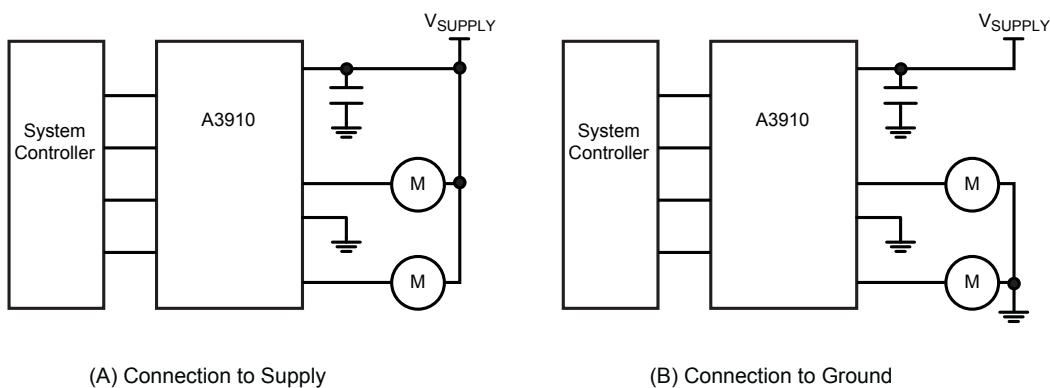 V_SUPPLY
System
Controller
A3910
M
M
(A) Connection to Supply
V_SUPPLY
System
Controller
A3910
M
M
(B) Connection to Ground